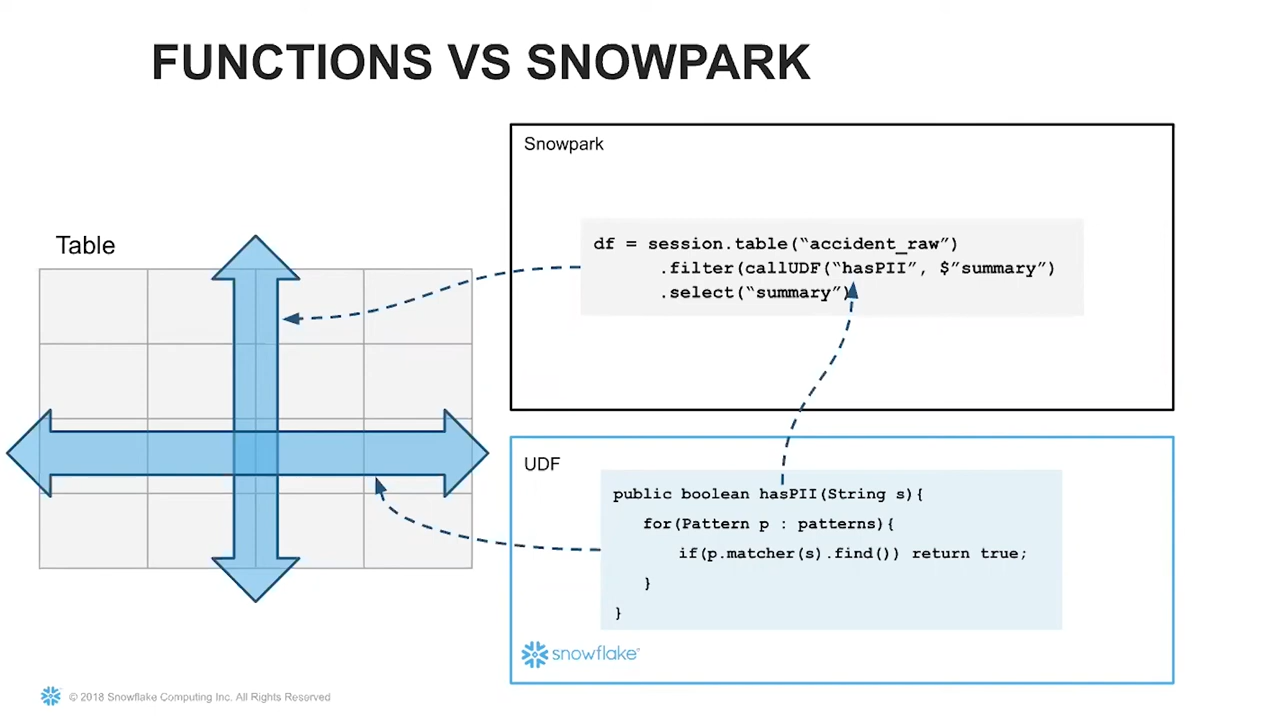 FUNCTIONS VS SNOWPARK
Table
Snowpark
df = session.table(“accident_raw”)
.filter(callUDF(“hasPII”, $”summary”)
.select(“summary”)
UDF
public boolean hasPII(String s){
for(Pattern p : patterns){
if(p.matcher(s).find()) return true;
}
}
snowflake
© 2018 Snowflake Computing Inc. All Rights Reserved